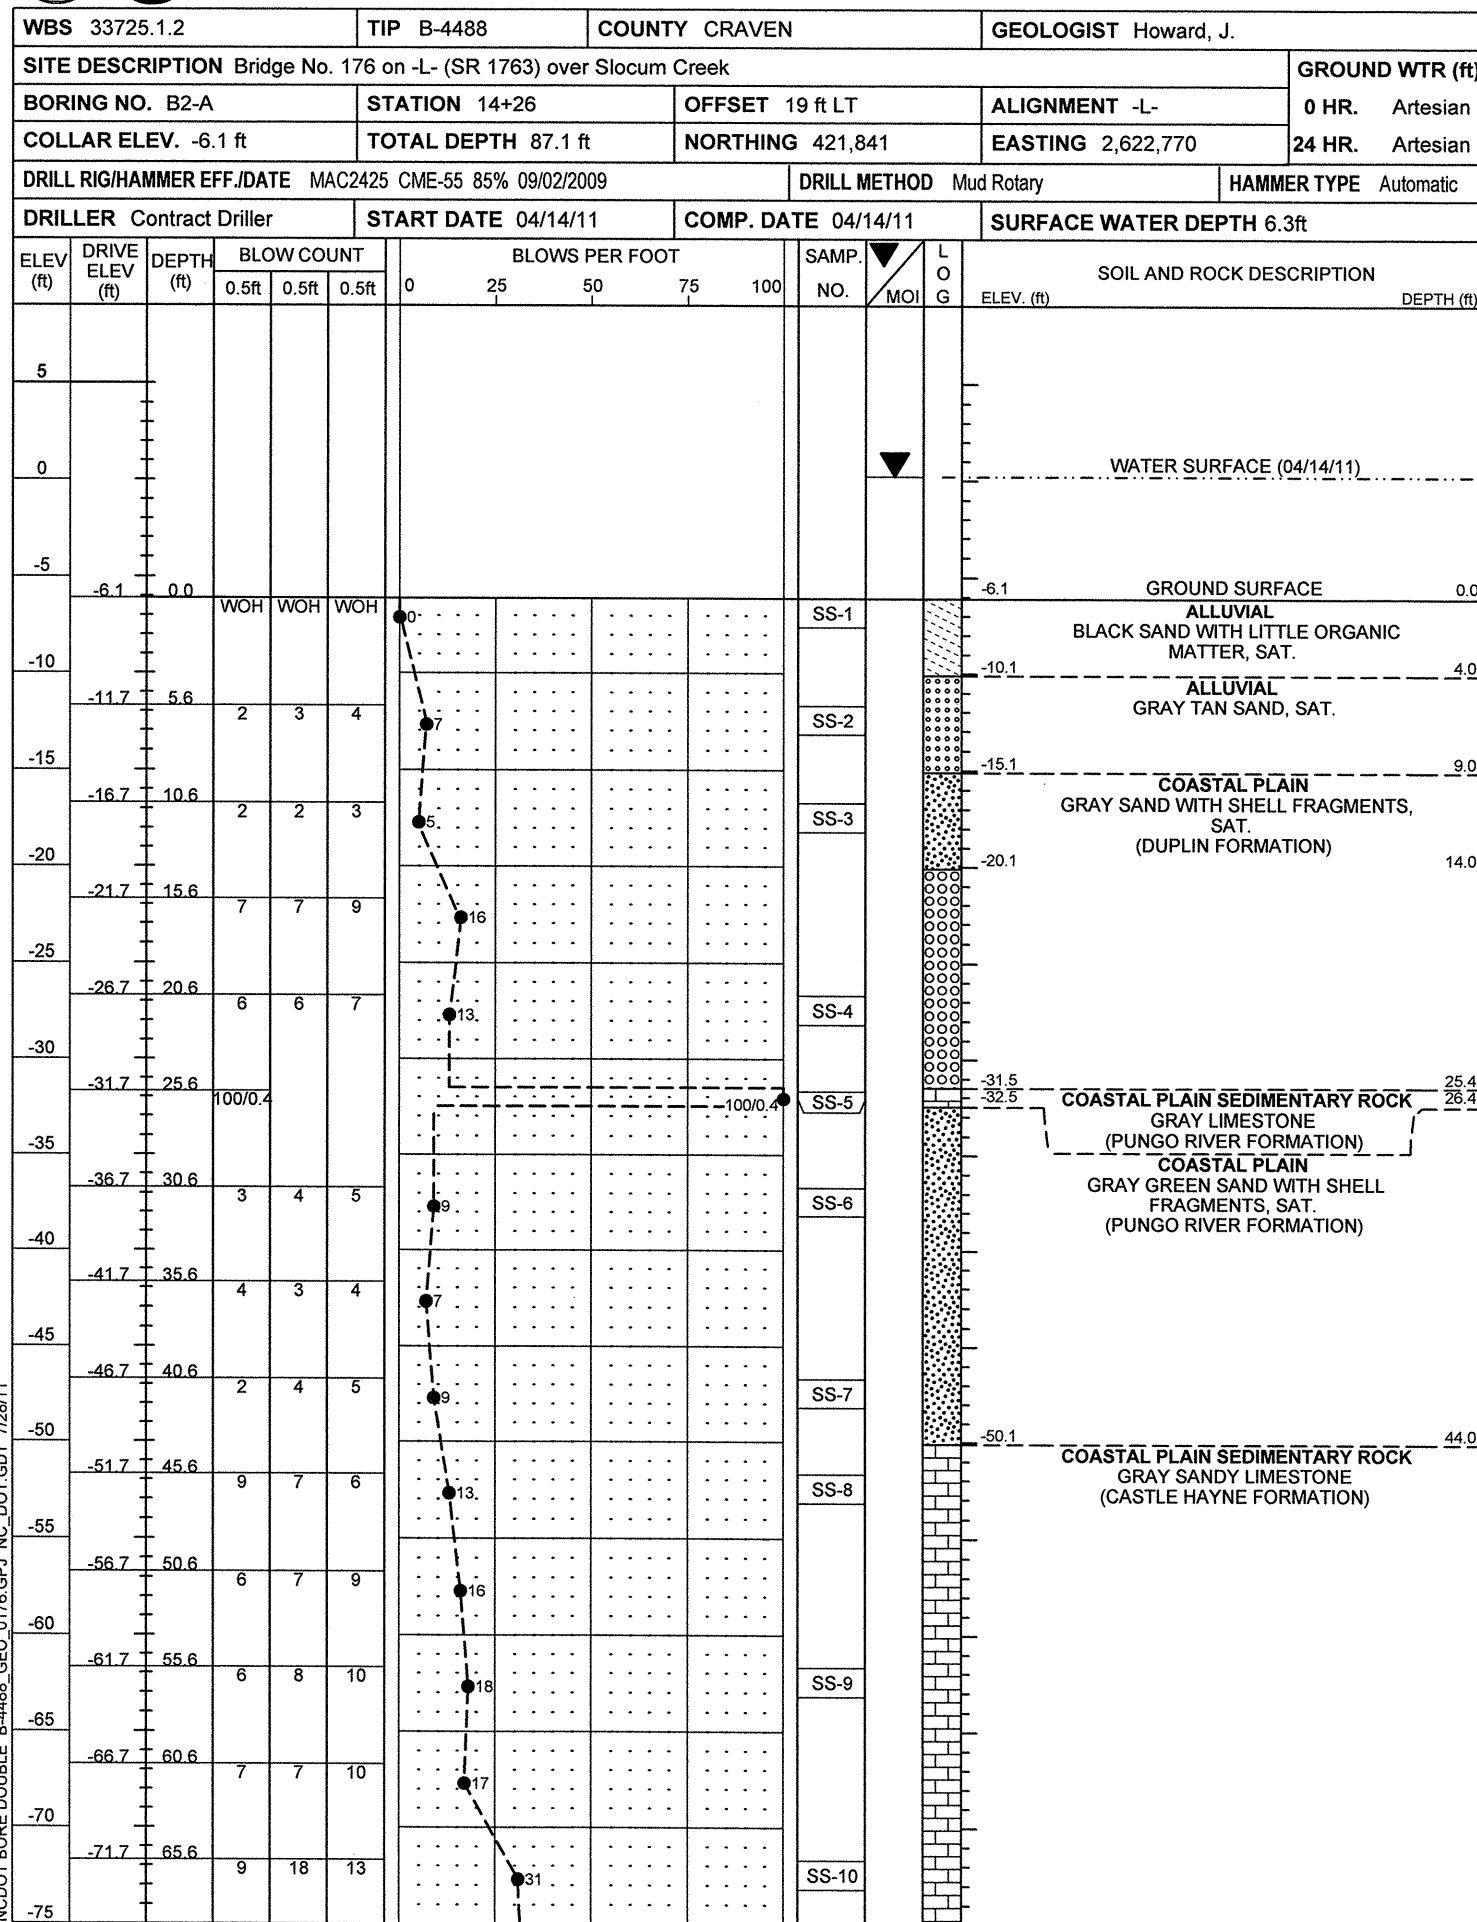 WBS 33725.1.2 TIP B-4488 COUNTY CRAVEN GEOLOGIST Howard, J.
SITE DESCRIPTION Bridge No. 176 on -L- (SR 1763) over Slocum Creek GROUND WTR (ft)
BORING NO. B2-A STATION 14+26 OFFSET 19 ft LT ALIGNMENT -L- 0 HR. Artesian
COLLAR ELEV. -6.1 ft TOTAL DEPTH 87.1 ft NORTHING 421,841 EASTING 2,622,770 24 HR. Artesian
DRILL RIG/HAMMER EFF./DATE MAC2425 CME-55 85% 09/02/2009 DRILL METHOD Mud Rotary HAMMER TYPE Automatic
DRILLER Contract Driller START DATE 04/14/11 COMP. DATE 04/14/11 SURFACE WATER DEPTH 6.3ft
ELEV (ft) DRIVE ELEV (ft) DEPTH (ft) BLOW COUNT BLOWS PER FOOT SAMP. NO. MOI LOG SOIL AND ROCK DESCRIPTION
0.5ft 0.5ft 0.5ft 0 25 50 75 100 ELEV. (ft) DEPTH (ft)
5
0 WATER SURFACE (04/14/11)
-5
-6.1 0.0 -6.1 GROUND SURFACE 0.0
WOH WOH WOH 0 SS-1 ALLUVIAL
BLACK SAND WITH LITTLE ORGANIC
MATTER, SAT.
-10 -10.1 4.0
-11.7 5.6 ALLUVIAL
2 3 4 7 SS-2 GRAY TAN SAND, SAT.
-15 -15.1 9.0
-16.7 10.6 COASTAL PLAIN
2 2 3 5 SS-3 GRAY SAND WITH SHELL FRAGMENTS,
SAT.
(DUPLIN FORMATION)
-20 -20.1 14.0
-21.7 15.6
7 7 9 16
-25
-26.7 20.6
6 6 7 13 SS-4
-30
-31.7 25.6 -31.5 25.4
100/0.4 100/0.4 SS-5 -32.5 COASTAL PLAIN SEDIMENTARY ROCK 26.4
GRAY LIMESTONE
(PUNGO RIVER FORMATION)
-35
COASTAL PLAIN
-36.7 30.6 GRAY GREEN SAND WITH SHELL
3 4 5 9 SS-6 FRAGMENTS, SAT.
(PUNGO RIVER FORMATION)
-40
-41.7 35.6
4 3 4 7
-45
-46.7 40.6
2 4 5 9 SS-7
-50 -50.1 44.0
COASTAL PLAIN SEDIMENTARY ROCK
-51.7 45.6 GRAY SANDY LIMESTONE
9 7 6 13 SS-8 (CASTLE HAYNE FORMATION)
-55
-56.7 50.6
6 7 9 16
-60
-61.7 55.6
6 8 10 18 SS-9
-65
-66.7 60.6
7 7 10 17
-70
-71.7 65.6
9 18 13 31 SS-10
-75
NCDOT BORE DOUBLE B-4488_GEO_0176.GPJ NC_DOT.GDT 7/28/11